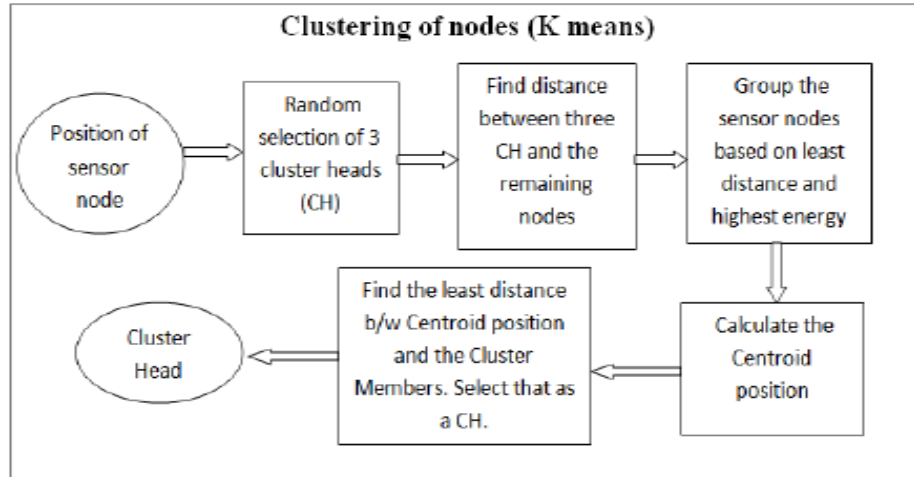 Clustering of nodes (K means)
Position of
sensor
node
Random
selection of 3
cluster heads
(CH)
Find distance
between three
CH and the
remaining
nodes
Group the
sensor nodes
based on least
distance and
highest energy
Calculate the
Centroid
position
Find the least distance
b/w Centroid position
and the Cluster
Members. Select that as
a CH.
Cluster
Head